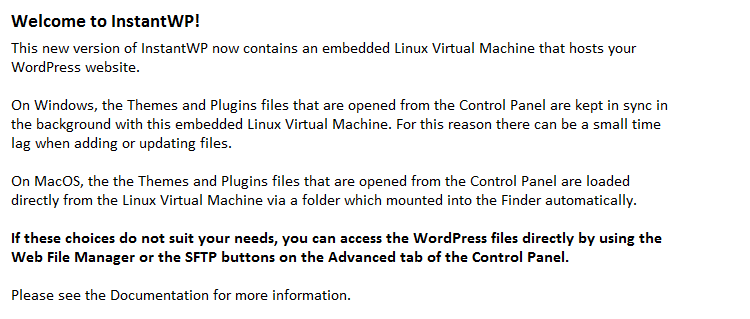 Welcome to InstantWP!
This new version of InstantWP now contains an embedded Linux Virtual Machine that hosts your
WordPress website.
On Windows, the Themes and Plugins files that are opened from the Control Panel are kept in sync in
the background with this embedded Linux Virtual Machine. For this reason there can be a small time
lag when adding or updating files.
On MacOS, the the Themes and Plugins files that are opened from the Control Panel are loaded
directly from the Linux Virtual Machine via a folder which mounted into the Finder automatically.
If these choices do not suit your needs, you can access the WordPress files directly by using the
Web File Manager or the SFTP buttons on the Advanced tab of the Control Panel.
Please see the Documentation for more information.